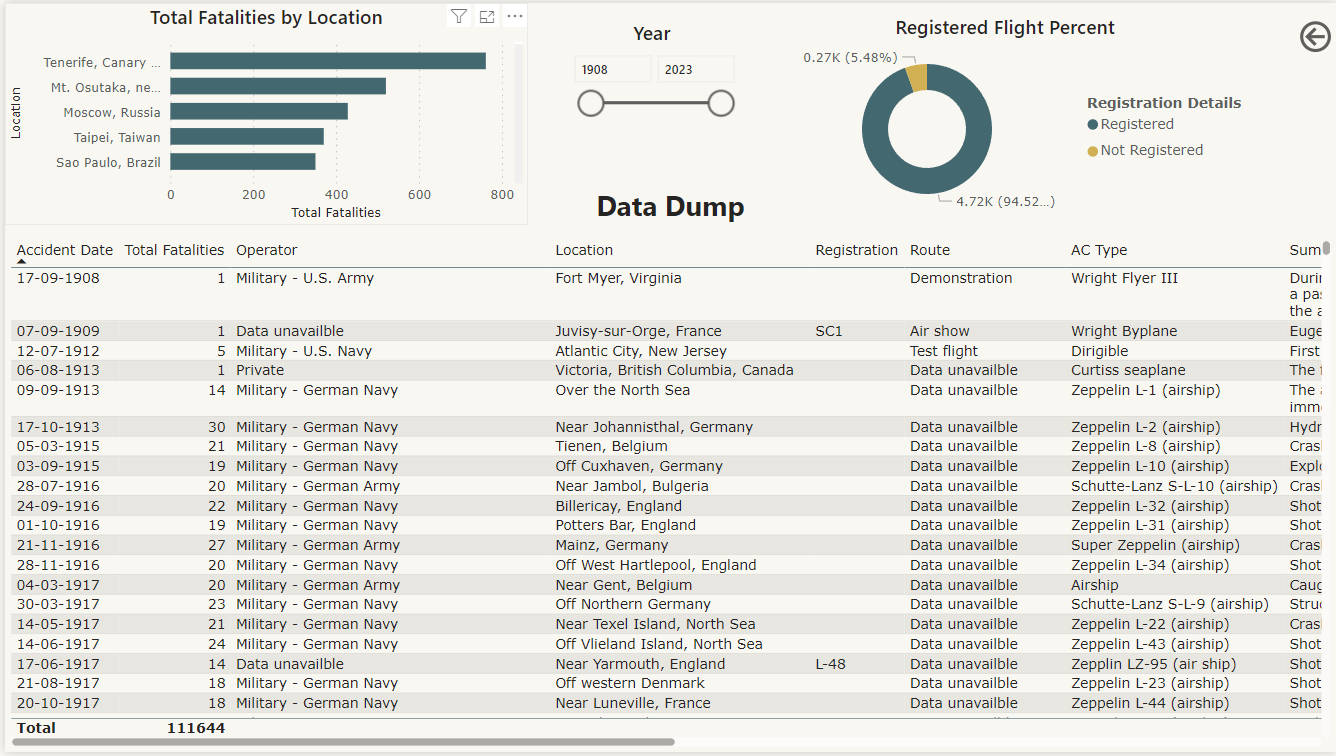 Total Fatalities by Location
Location
Tenerife, Canary ...
Mt. Osutaka, ne...
Moscow, Russia
Taipei, Taiwan
Sao Paulo, Brazil
0 200 400 600 800
Total Fatalities
Year
1908 2023
Registered Flight Percent
0.27K (5.48%)
4.72K (94.52...)
Registration Details
Registered
Not Registered
Data Dump
Accident Date Total Fatalities Operator Location Registration Route AC Type Sum
17-09-1908 1 Military - U.S. Army Fort Myer, Virginia Demonstration Wright Flyer III Durin
a pas
the a
07-09-1909 1 Data unavailble Juvisy-sur-Orge, France SC1 Air show Wright Byplane Euge
12-07-1912 5 Military - U.S. Navy Atlantic City, New Jersey Test flight Dirigible First
06-08-1913 1 Private Victoria, British Columbia, Canada Data unavailble Curtiss seaplane The f
09-09-1913 14 Military - German Navy Over the North Sea Data unavailble Zeppelin L-1 (airship) The a
imme
17-10-1913 30 Military - German Navy Near Johannisthal, Germany Data unavailble Zeppelin L-2 (airship) Hydr
05-03-1915 21 Military - German Navy Tienen, Belgium Data unavailble Zeppelin L-8 (airship) Cras
03-09-1915 19 Military - German Navy Off Cuxhaven, Germany Data unavailble Zeppelin L-10 (airship) Explo
28-07-1916 20 Military - German Army Near Jambol, Bulgeria Data unavailble Schutte-Lanz S-L-10 (airship) Cras
24-09-1916 22 Military - German Navy Billericay, England Data unavailble Zeppelin L-32 (airship) Shot
01-10-1916 19 Military - German Navy Potters Bar, England Data unavailble Zeppelin L-31 (airship) Shot
21-11-1916 27 Military - German Army Mainz, Germany Data unavailble Super Zeppelin (airship) Cras
28-11-1916 20 Military - German Navy Off West Hartlepool, England Data unavailble Zeppelin L-34 (airship) Shot
04-03-1917 20 Military - German Army Near Gent, Belgium Data unavailble Airship Caug
30-03-1917 23 Military - German Navy Off Northern Germany Data unavailble Schutte-Lanz S-L-9 (airship) Struc
14-05-1917 21 Military - German Navy Near Texel Island, North Sea Data unavailble Zeppelin L-22 (airship) Cras
14-06-1917 24 Military - German Navy Off Vlieland Island, North Sea Data unavailble Zeppelin L-43 (airship) Shot
17-06-1917 14 Data unavailble Near Yarmouth, England L-48 Data unavailble Zepplin LZ-95 (air ship) Shot
21-08-1917 18 Military - German Navy Off western Denmark Data unavailble Zeppelin L-23 (airship) Shot
20-10-1917 18 Military - German Navy Near Luneville, France Data unavailble Zeppelin L-44 (airship) Shot
Total 111644